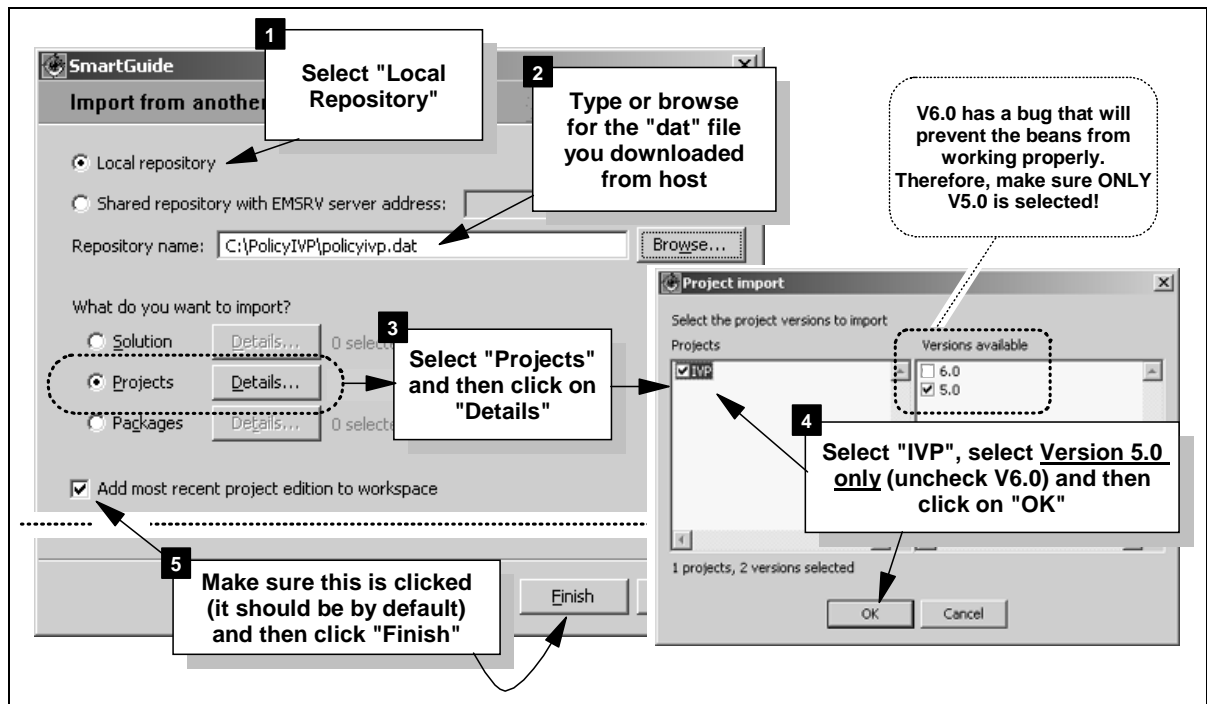 1
Select "Local
Repository"
2
Type or browse
for the "dat" file
you downloaded
from host
V6.0 has a bug that will
prevent the beans from
working properly.
Therefore, make sure ONLY
V5.0 is selected!
SmartGuide
Import from another
Local repository
Shared repository with EMSRV server address:
Repository name: C:\PolicyIVP\policyivp.dat Browse...
What do you want to import?
Solution Details... 0 selecte
Projects Details...
Packages Details... 0 selecte
3
Select "Projects"
and then click on
"Details"
Add most recent project edition to workspace
Project import
Select the project versions to import
Projects Versions available
IVP
6.0
5.0
4
Select "IVP", select Version 5.0
only (uncheck V6.0) and then
click on "OK"
1 projects, 2 versions selected
OK Cancel
5
Make sure this is clicked
(it should be by default)
and then click "Finish"
Finish